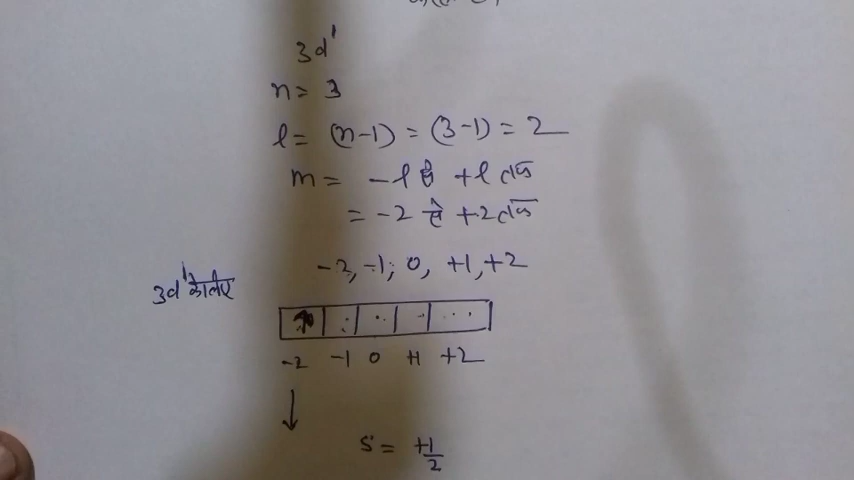 3d¹
n = 3
l = (n-1) = (3-1) = 2
m = -l से +l तक
= -2 से +2 तक
-2, -1, 0, +1, +2
3d¹ के लिए
-2 -1 0 +1 +2
s = +1/2